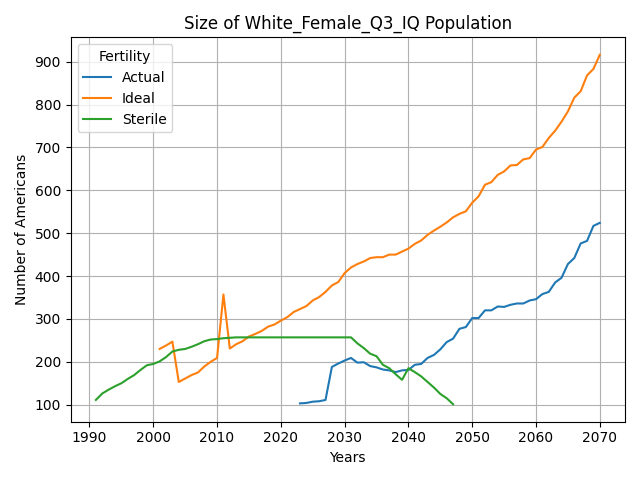 Size of White_Female_Q3_IQ Population
Fertility
Actual
Ideal
Sterile
Number of Americans
900
800
700
600
500
400
300
200
100
1990 2000 2010 2020 2030 2040 2050 2060 2070
Years